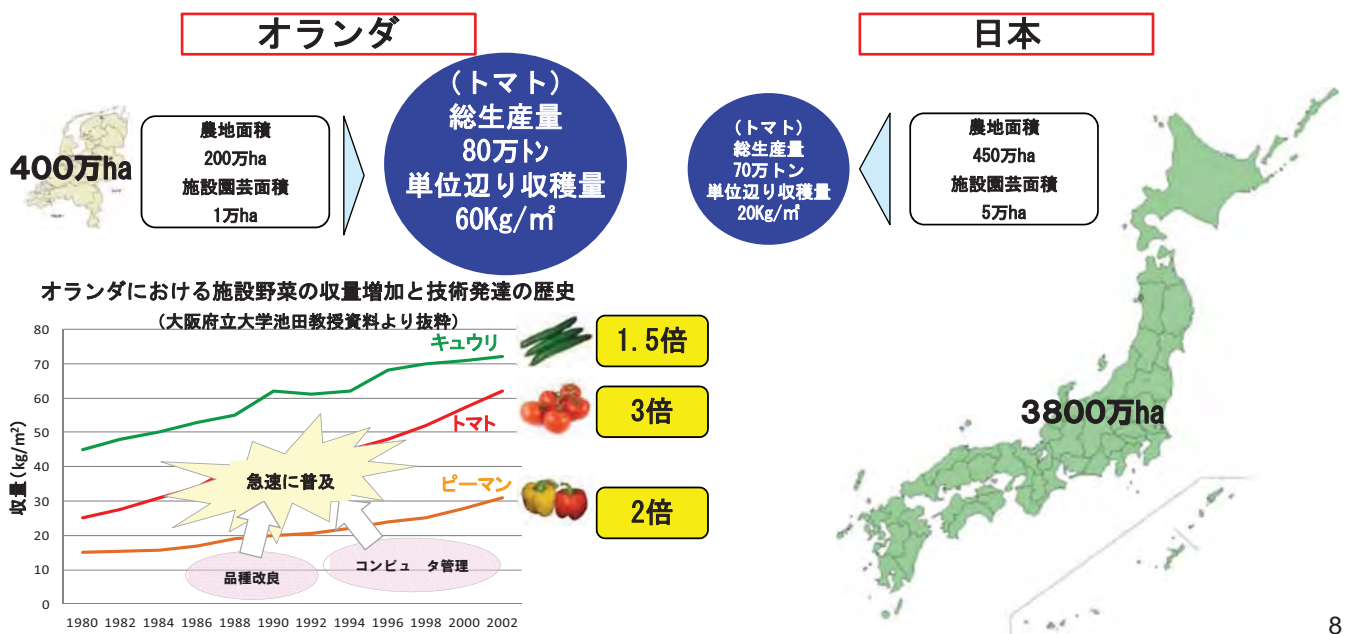 オランダ
日本
400万ha
農地面積
200万ha
施設園芸面積
1万ha
（トマト）
総生産量
80万トン
単位辺り収穫量
60Kg/㎡
（トマト）
総生産量
70万トン
単位辺り収穫量
20Kg/㎡
農地面積
450万ha
施設園芸面積
5万ha
3800万ha
オランダにおける施設野菜の収量増加と技術発達の歴史
（大阪府立大学池田教授資料より抜粋）
収量(kg/m²)
80
70
60
50
40
30
20
10
0
キュウリ
トマト
ピーマン
急速に普及
品種改良
コンピュ タ管理
1980 1982 1984 1986 1988 1990 1992 1994 1996 1998 2000 2002
1.5倍
3倍
2倍
8